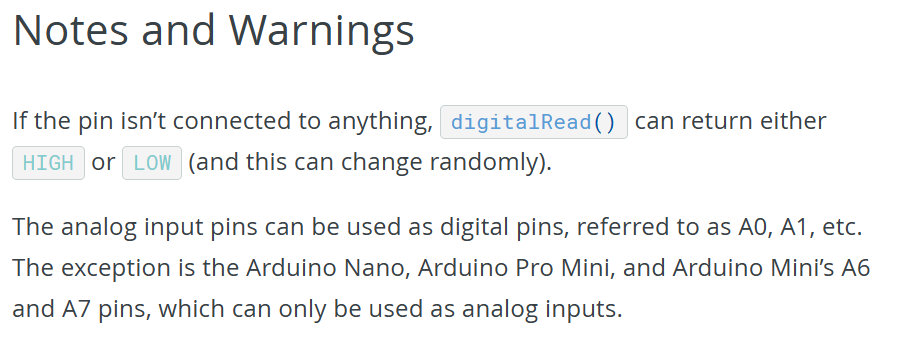 Notes and Warnings
If the pin isn’t connected to anything, digitalRead() can return either
HIGH or LOW (and this can change randomly).
The analog input pins can be used as digital pins, referred to as A0, A1, etc.
The exception is the Arduino Nano, Arduino Pro Mini, and Arduino Mini’s A6
and A7 pins, which can only be used as analog inputs.